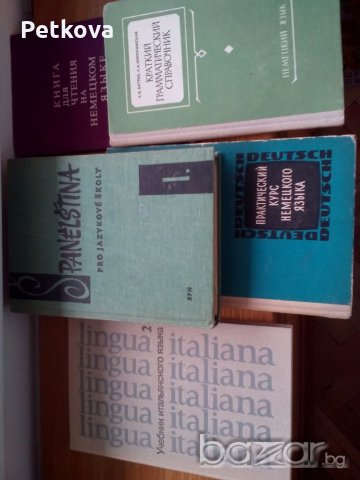 Petkova
КНИГА
ДЛЯ
ЧТЕНИЯ
НА
НЕМЕЦКОМ
ЯЗЫКЕ
КРАТКИЙ
ГРАММАТИЧЕСКИЙ
СПРАВОЧНИК
НЕМЕЦКИЙ ЯЗЫК
ŠPANĚLŠTINA
PRO JAZYKOVÉ ŠKOLY
I.
SPN
DEUTSCH
DEUTSCH
ПРАКТИЧЕСКИЙ
КУРС
НЕМЕЦКОГО
ЯЗЫКА
DEUTSCH
DEUTSCH
lingua italiana
lingua italiana
lingua italiana
lingua italiana
lingua italiana
2
Учебник итальянского языка
bazar.bg